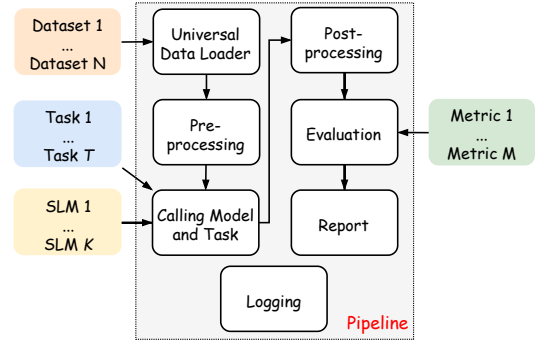 Dataset 1
...
Dataset N
Task 1
...
Task T
SLM 1
...
SLM K
Universal
Data Loader
Pre-
processing
Calling Model
and Task
Post-
processing
Evaluation
Report
Logging
Pipeline
Metric 1
...
Metric M